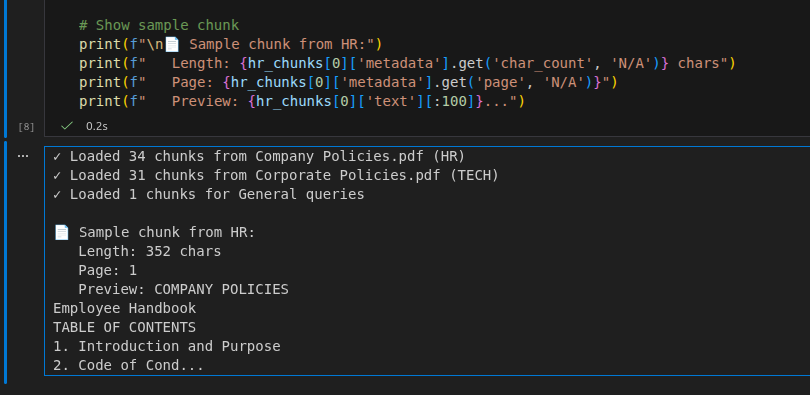 # Show sample chunk
print(f"\n📄 Sample chunk from HR:")
print(f"   Length: {hr_chunks[0]['metadata'].get('char_count', 'N/A')} chars")
print(f"   Page: {hr_chunks[0]['metadata'].get('page', 'N/A')}")
print(f"   Preview: {hr_chunks[0]['text'][:100]}...")
[8] ✓ 0.2s
... ✓ Loaded 34 chunks from Company Policies.pdf (HR)
✓ Loaded 31 chunks from Corporate Policies.pdf (TECH)
✓ Loaded 1 chunks for General queries
📄 Sample chunk from HR:
   Length: 352 chars
   Page: 1
   Preview: COMPANY POLICIES
Employee Handbook
TABLE OF CONTENTS
1. Introduction and Purpose
2. Code of Cond...